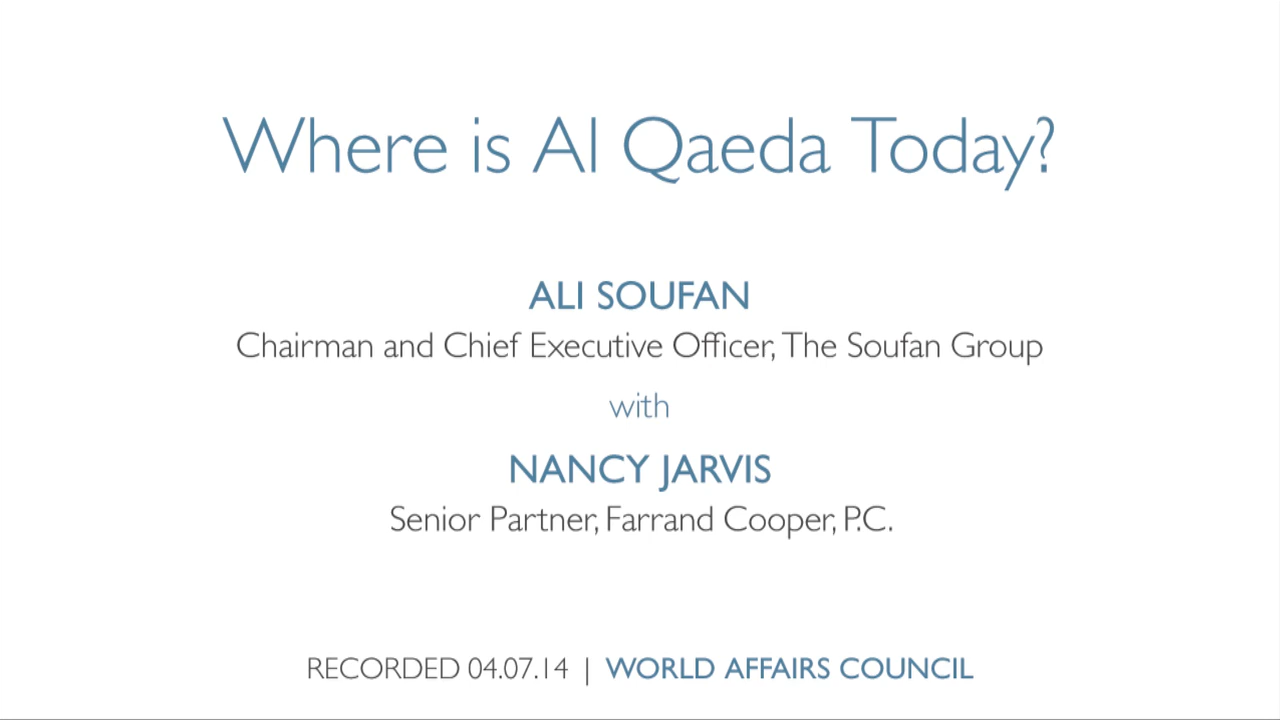 Where is Al Qaeda Today?
ALI SOUFAN
Chairman and Chief Executive Officer, The Soufan Group
with
NANCY JARVIS
Senior Partner, Farrand Cooper, P.C.
RECORDED 04.07.14 | WORLD AFFAIRS COUNCIL